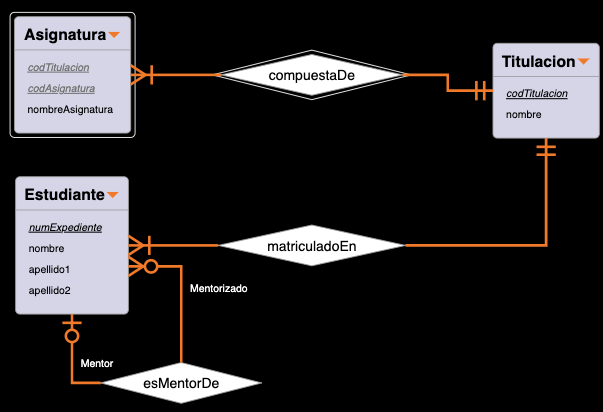 Asignatura
codTitulacion
codAsignatura
nombreAsignatura
compuestaDe
Titulacion
codTitulacion
nombre
Estudiante
numExpediente
nombre
apellido1
apellido2
matriculadoEn
Mentorizado
Mentor
esMentorDe